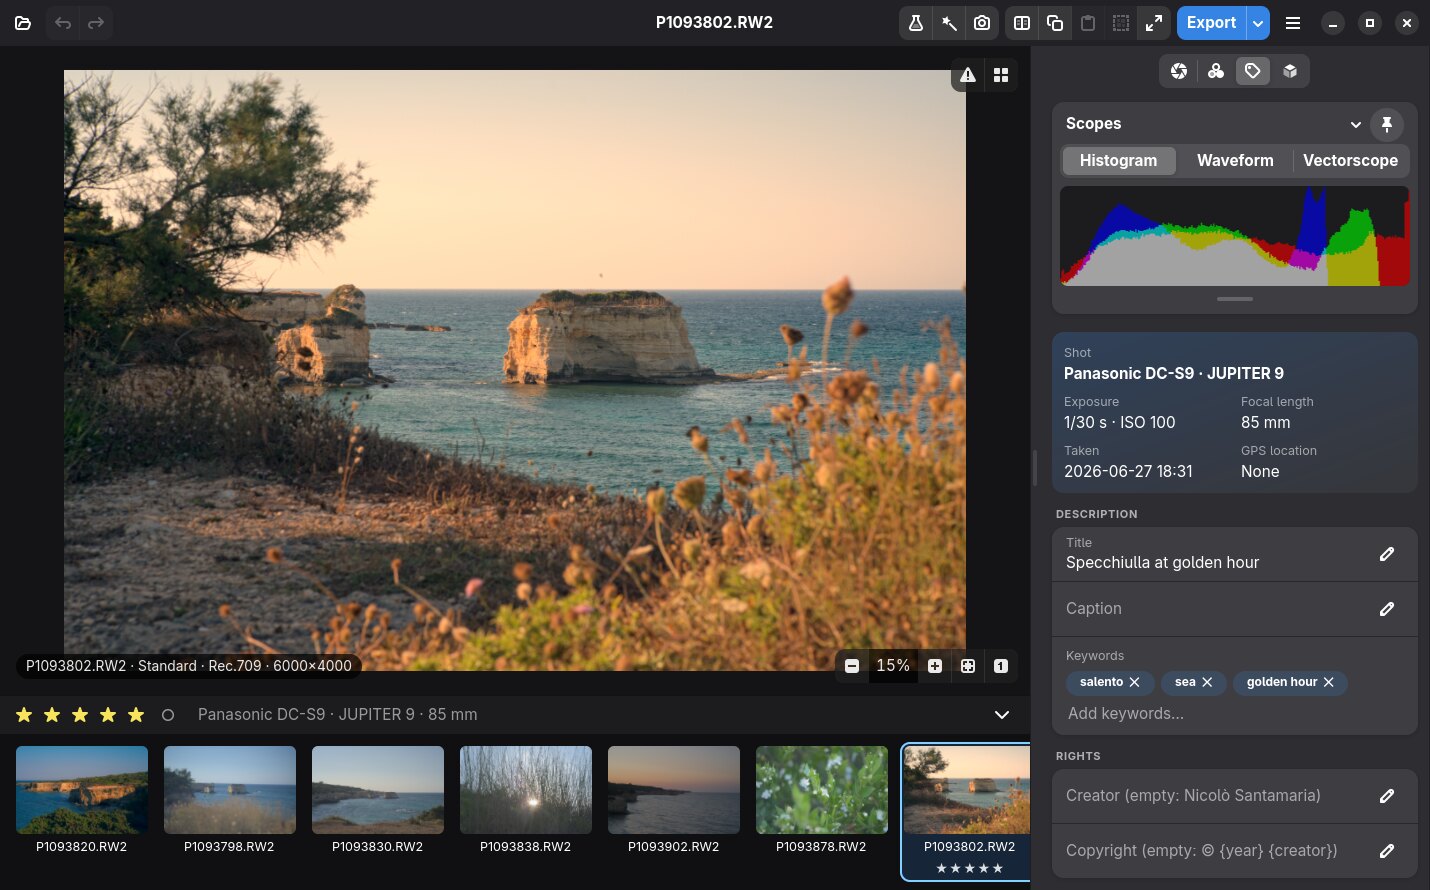 P1093802.RW2
Export
Scopes
Histogram
Waveform
Vectorscope
Shot
Panasonic DC-S9 · JUPITER 9
Exposure
Focal length
1/30 s · ISO 100
85 mm
Taken
GPS location
2026-06-27 18:31
None
DESCRIPTION
Title
Specchiulla at golden hour
Caption
Keywords
salento
sea
golden hour
Add keywords...
RIGHTS
Creator (empty: Nicolò Santamaria)
Copyright (empty: © {year} {creator})
P1093802.RW2 · Standard · Rec.709 · 6000×4000
15%
1
Panasonic DC-S9 · JUPITER 9 · 85 mm
P1093820.RW2
P1093798.RW2
P1093830.RW2
P1093838.RW2
P1093902.RW2
P1093878.RW2
P1093802.RW2
★★★★★